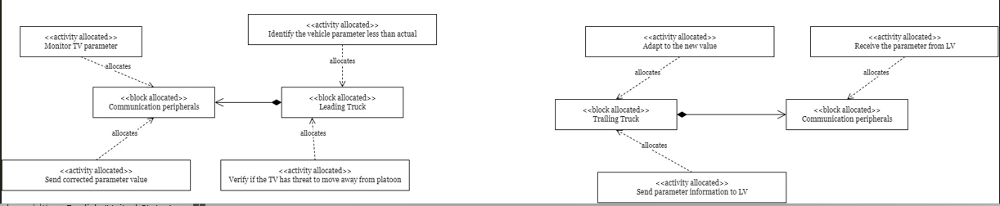 <<activity allocated>>
Monitor TV parameter
<<activity allocated>>
Identify the vehicle parameter less than actual
allocates
allocates
<<block allocated>>
Communication peripherals
<<block allocated>>
Leading Truck
allocates
allocates
<<activity allocated>>
Send corrected parameter value
<<activity allocated>>
Verify if the TV has threat to move away from platoon
<<activity allocated>>
Adapt to the new value
<<activity allocated>>
Receive the parameter from LV
allocates
allocates
<<block allocated>>
Trailing Truck
<<block allocated>>
Communication peripherals
allocates
<<activity allocated>>
Send parameter information to LV